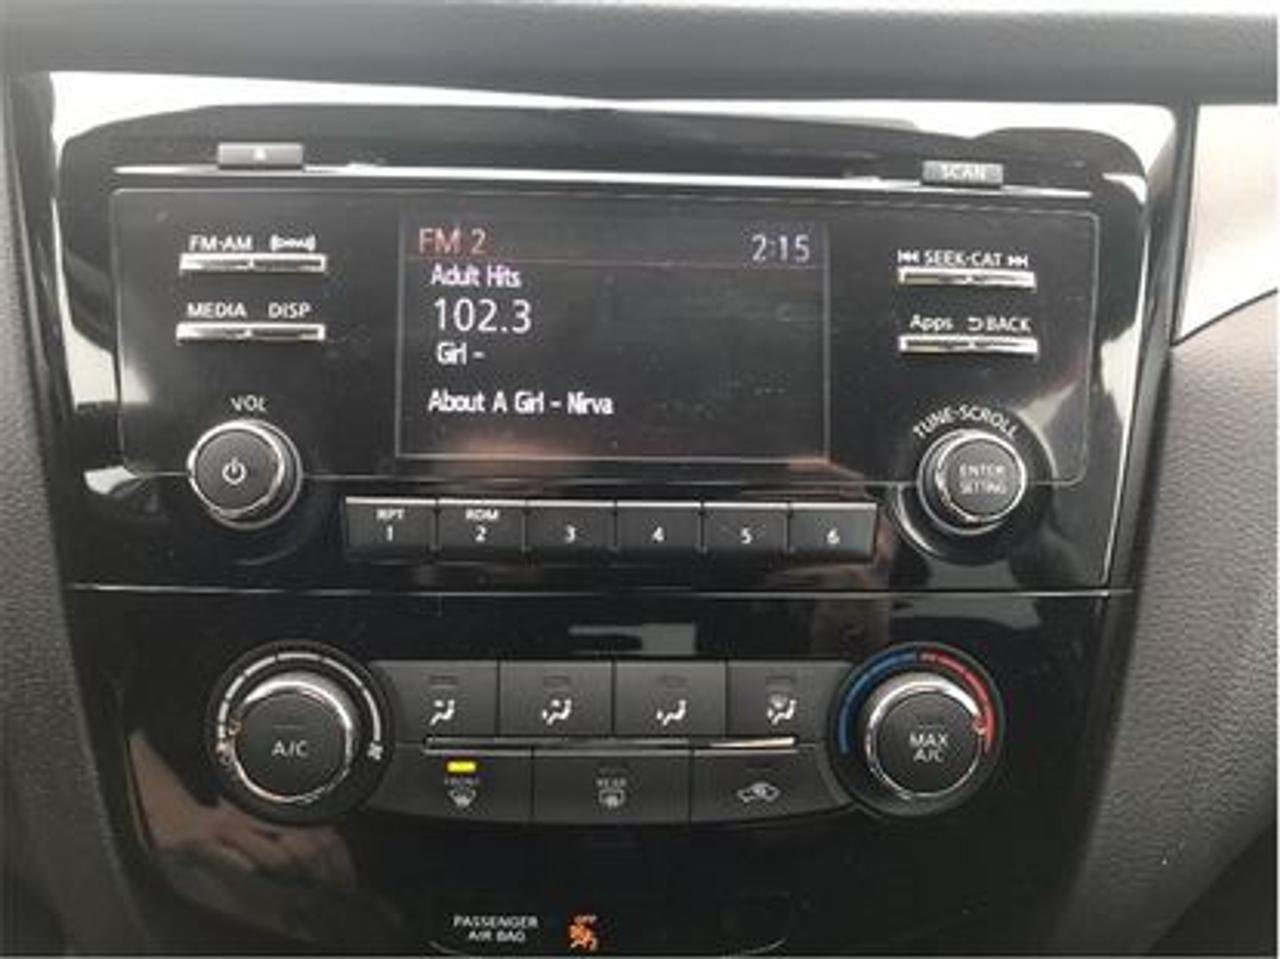 SCAN
FM·AM
FM 2 2:15
SEEK·CAT
Adult Hits
MEDIA DISP
102.3
Apps BACK
Girl -
About A Girl - Nirva
VOL
TUNE·SCROLL
ENTER
SETTING
RPT RDM
1 2 3 4 5 6
A/C
MAX
A/C
FRONT
REAR
PASSENGER
AIR BAG
OFF